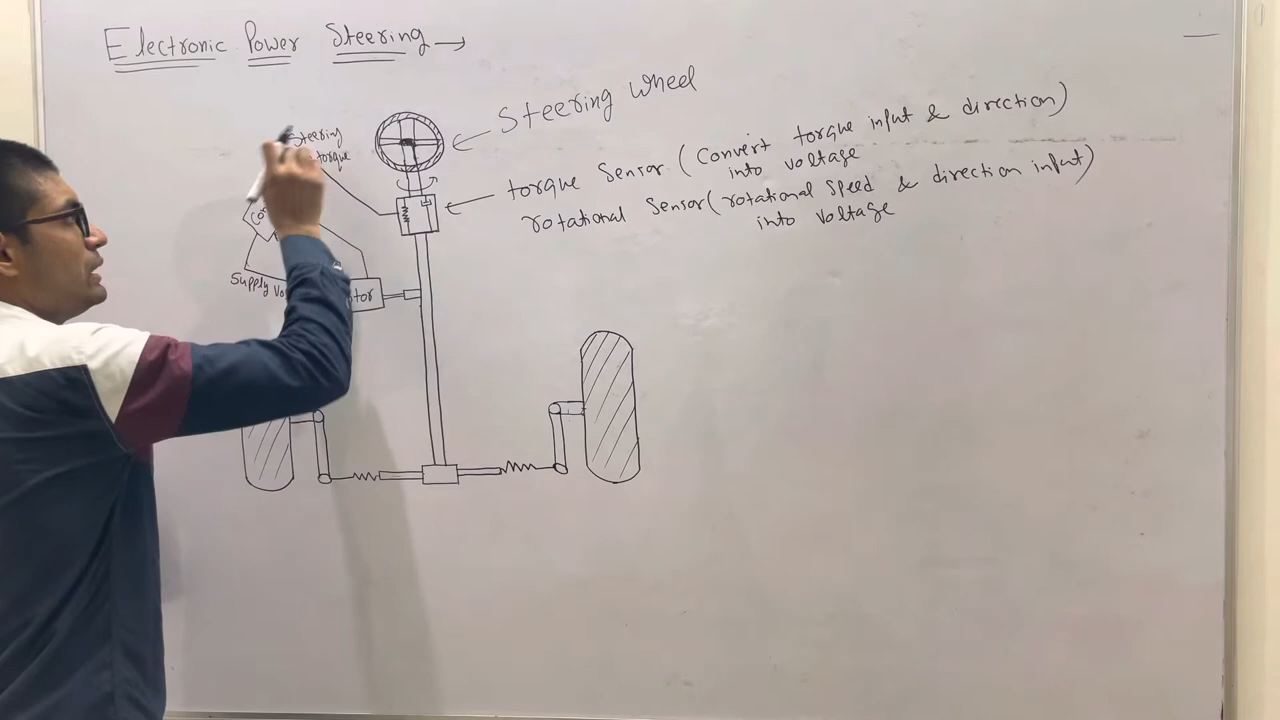 Electronic Power Steering →
Steering wheel
Steering
torque
torque Sensor (Convert torque input & direction)
into voltage
rotational Sensor (rotational speed & direction input)
into voltage
Supply